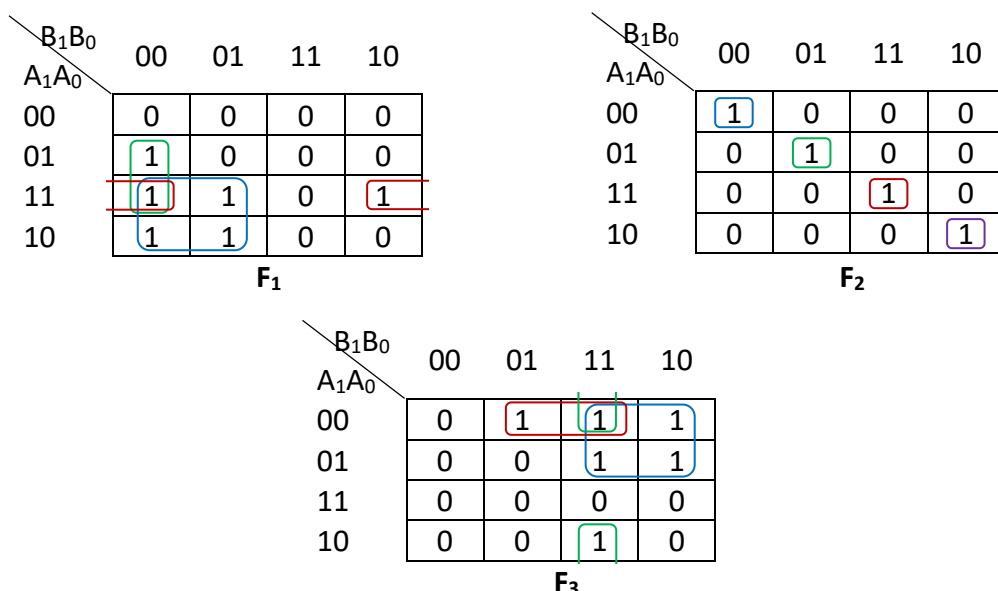 B₁B₀ 00 01 11 10
A₁A₀
00 0 0 0 0
01 1 0 0 0
11 1 1 0 1
10 1 1 0 0
F₁
B₁B₀ 00 01 11 10
A₁A₀
00 1 0 0 0
01 0 1 0 0
11 0 0 1 0
10 0 0 0 1
F₂
B₁B₀ 00 01 11 10
A₁A₀
00 0 1 1 1
01 0 0 1 1
11 0 0 0 0
10 0 0 1 0
F₃